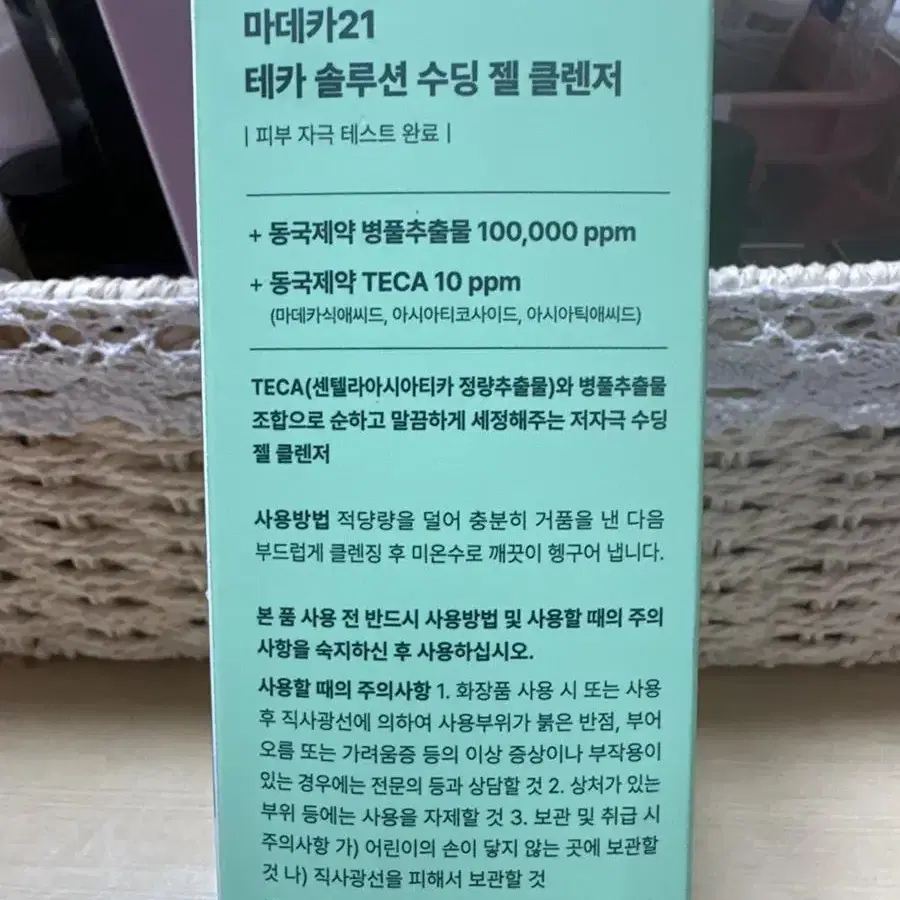 마데카21
테카 솔루션 수딩 젤 클렌저
| 피부 자극 테스트 완료 |
+ 동국제약 병풀추출물 100,000 ppm
+ 동국제약 TECA 10 ppm
(마데카식애씨드, 아시아티코사이드, 아시아틱애씨드)
TECA(센텔라아시아티카 정량추출물)와 병풀추출물
조합으로 순하고 말끔하게 세정해주는 저자극 수딩
젤 클렌저
사용방법 적당량을 덜어 충분히 거품을 낸 다음
부드럽게 클렌징 후 미온수로 깨끗이 헹구어 냅니다.
본 품 사용 전 반드시 사용방법 및 사용할 때의 주의
사항을 숙지하신 후 사용하십시오.
사용할 때의 주의사항 1. 화장품 사용 시 또는 사용
후 직사광선에 의하여 사용부위가 붉은 반점, 부어
오름 또는 가려움증 등의 이상 증상이나 부작용이
있는 경우에는 전문의 등과 상담할 것 2. 상처가 있는
부위 등에는 사용을 자제할 것 3. 보관 및 취급 시
주의사항 가) 어린이의 손이 닿지 않는 곳에 보관할
것 나) 직사광선을 피해서 보관할 것